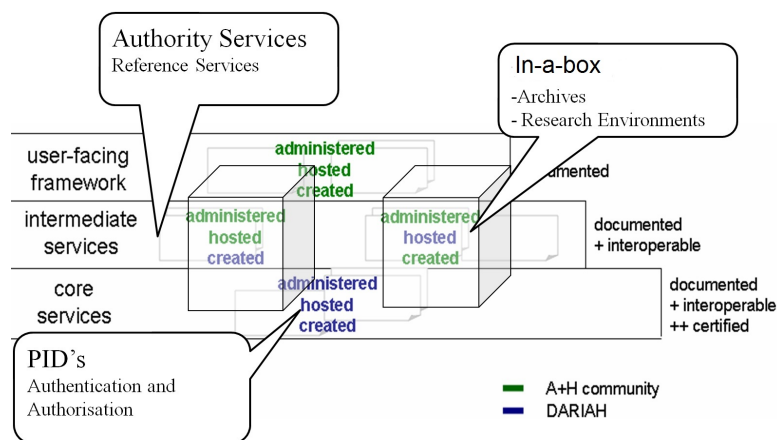 Authority Services
Reference Services
In-a-box
-Archives
- Research Environments
user-facing
framework
administered
hosted
created
umented
intermediate
services
administered
hosted
created
administered
hosted
created
documented
+ interoperable
core
services
administered
hosted
created
documented
+ interoperable
++ certified
PID's
Authentication and
Authorisation
A+H community
DARIAH